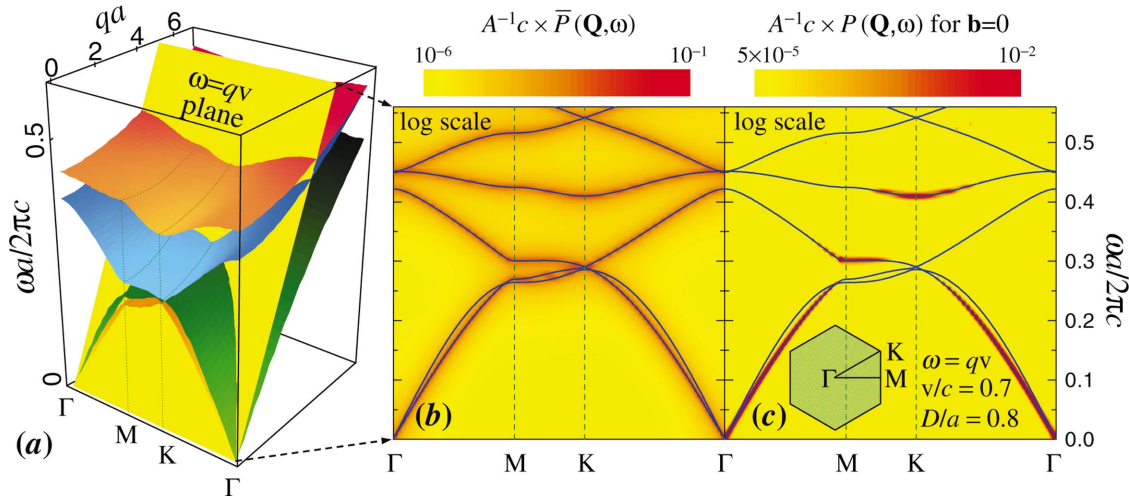 A⁻¹c × P̅ (Q,ω)
10⁻⁶ 10⁻¹
A⁻¹c × P (Q,ω) for b=0
5×10⁻⁵ 10⁻²
qa
0 2 4 6
ω=qv
plane
ωa/2πc
0.5
0
Γ
M
K
Γ
(a)
log scale
(b)
Γ M K Γ
log scale
Γ
K
M
ω = qv
v/c = 0.7
D/a = 0.8
(c)
M K Γ
0.5
0.4
0.3
0.2
0.1
0.0
ωa/2πc